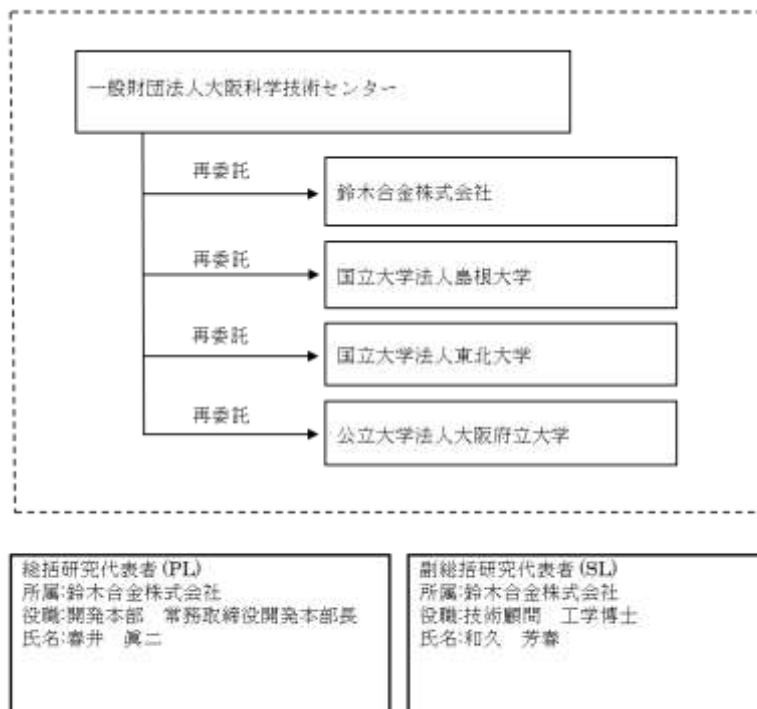 一般財団法人大阪科学技術センター
再委託
鈴木合金株式会社
再委託
国立大学法人島根大学
再委託
国立大学法人東北大学
再委託
公立大学法人大阪府立大学
総括研究代表者(PL)
所属:鈴木合金株式会社
役職:開発本部　常務取締役開発本部長
氏名:春井　眞二
副総括研究代表者(SL)
所属:鈴木合金株式会社
役職:技術顧問　工学博士
氏名:和久　芳春